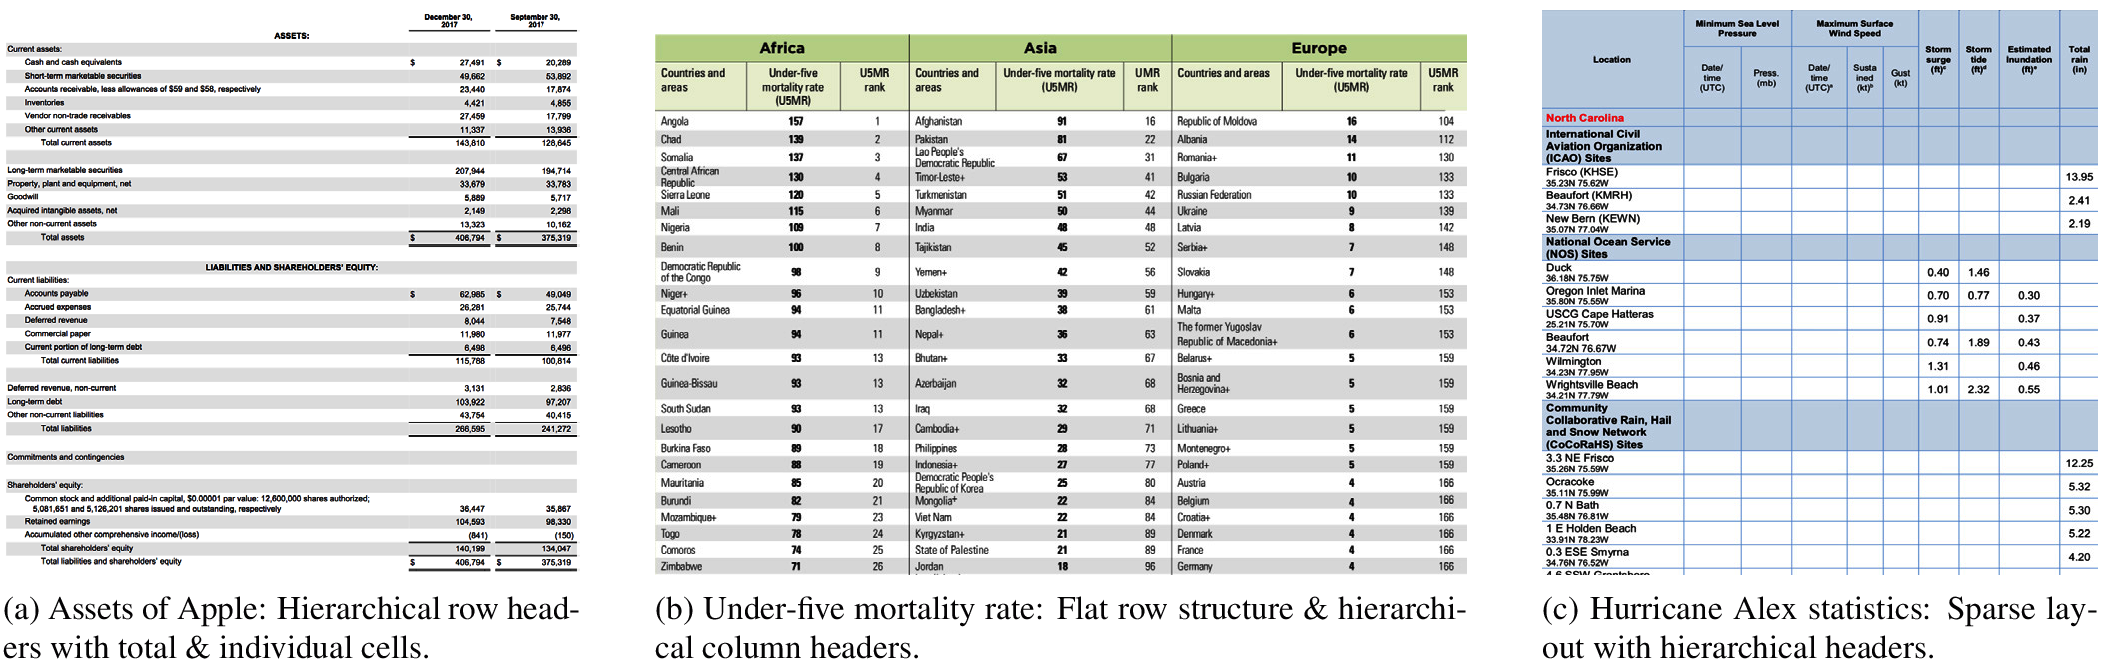 December 30, 2017 September 30, 2017
ASSETS:
Current assets:
Cash and cash equivalents $ 27,491 $ 20,289
Short-term marketable securities 49,662 53,892
Accounts receivable, less allowances of $59 and $58, respectively 23,440 17,874
Inventories 4,421 4,855
Vendor non-trade receivables 27,459 17,799
Other current assets 11,337 13,936
Total current assets 143,810 128,645
Long-term marketable securities 207,944 194,714
Property, plant and equipment, net 33,679 33,783
Goodwill 5,889 5,717
Acquired intangible assets, net 2,149 2,298
Other non-current assets 13,323 10,162
Total assets $ 406,794 $ 375,319
LIABILITIES AND SHAREHOLDERS' EQUITY:
Current liabilities:
Accounts payable $ 62,985 $ 49,049
Accrued expenses 26,281 25,744
Deferred revenue 8,044 7,548
Commercial paper 11,980 11,977
Current portion of long-term debt 6,498 6,496
Total current liabilities 115,788 100,814
Deferred revenue, non-current 3,131 2,836
Long-term debt 103,922 97,207
Other non-current liabilities 43,754 40,415
Total liabilities 266,595 241,272
Commitments and contingencies
Shareholders' equity:
Common stock and additional paid-in capital, $0.00001 par value: 12,600,000 shares authorized;
5,081,651 and 5,126,201 shares issued and outstanding, respectively 36,447 35,867
Retained earnings 104,593 98,330
Accumulated other comprehensive income/(loss) (841) (150)
Total shareholders' equity 140,199 134,047
Total liabilities and shareholders' equity $ 406,794 $ 375,319
(a) Assets of Apple: Hierarchical row head-
ers with total & individual cells.
Africa Asia Europe
Countries and areas Under-five mortality rate (U5MR) U5MR rank Countries and areas Under-five mortality rate (U5MR) UMR rank Countries and areas Under-five mortality rate (U5MR) U5MR rank
Angola 157 1 Afghanistan 91 16 Republic of Moldova 16 104
Chad 139 2 Pakistan 81 22 Albania 14 112
Somalia 137 3 Lao People's Democratic Republic 67 31 Romania+ 11 130
Central African Republic 130 4 Timor-Leste+ 53 41 Bulgaria 10 133
Sierra Leone 120 5 Turkmenistan 51 42 Russian Federation 10 133
Mali 115 6 Myanmar 50 44 Ukraine 9 139
Nigeria 109 7 India 48 48 Latvia 8 142
Benin 100 8 Tajikistan 45 52 Serbia+ 7 148
Democratic Republic of the Congo 98 9 Yemen+ 42 56 Slovakia 7 148
Niger+ 96 10 Uzbekistan 39 59 Hungary+ 6 153
Equatorial Guinea 94 11 Bangladesh+ 38 61 Malta 6 153
Guinea 94 11 Nepal+ 36 63 The former Yugoslav Republic of Macedonia+ 6 153
Côte d'Ivoire 93 13 Bhutan+ 33 67 Belarus+ 5 159
Guinea-Bissau 93 13 Azerbaijan 32 68 Bosnia and Herzegovina+ 5 159
South Sudan 93 13 Iraq 32 68 Greece 5 159
Lesotho 90 17 Cambodia+ 29 71 Lithuania+ 5 159
Burkina Faso 89 18 Philippines 28 73 Montenegro+ 5 159
Cameroon 88 19 Indonesia+ 27 77 Poland+ 5 159
Mauritania 85 20 Democratic People's Republic of Korea 25 80 Austria 4 166
Burundi 82 21 Mongolia+ 22 84 Belgium 4 166
Mozambique+ 79 23 Viet Nam 22 84 Croatia+ 4 166
Togo 78 24 Kyrgyzstan+ 21 89 Denmark 4 166
Comoros 74 25 State of Palestine 21 89 France 4 166
Zimbabwe 71 26 Jordan 18 96 Germany 4 166
(b) Under-five mortality rate: Flat row structure & hierarchi-
cal column headers.
Location Minimum Sea Level Pressure Maximum Surface Wind Speed Storm surge (ft)ᶜ Storm tide (ft)ᵈ Estimated Inundation (ft)ᵉ Total rain (in)
Date/ time (UTC) Press. (mb) Date/ time (UTC)ᵃ Susta ined (kt)ᵇ Gust (kt)
North Carolina
International Civil
Aviation Organization
(ICAO) Sites
Frisco (KHSE)
35.23N 75.62W 13.95
Beaufort (KMRH)
34.73N 76.66W 2.41
New Bern (KEWN)
35.07N 77.04W 2.19
National Ocean Service
(NOS) Sites
Duck
36.18N 75.75W 0.40 1.46
Oregon Inlet Marina
35.80N 75.55W 0.70 0.77 0.30
USCG Cape Hatteras
25.21N 75.70W 0.91 0.37
Beaufort
34.72N 76.67W 0.74 1.89 0.43
Wilmington
34.23N 77.95W 1.31 0.46
Wrightsville Beach
34.21N 77.79W 1.01 2.32 0.55
Community
Collaborative Rain, Hail
and Snow Network
(CoCoRaHS) Sites
3.3 NE Frisco
35.26N 75.59W 12.25
Ocracoke
35.11N 75.99W 5.32
0.7 N Bath
35.48N 76.81W 5.30
1 E Holden Beach
33.91N 78.23W 5.22
0.3 ESE Smyrna
34.76N 76.52W 4.20
(c) Hurricane Alex statistics: Sparse lay-
out with hierarchical headers.